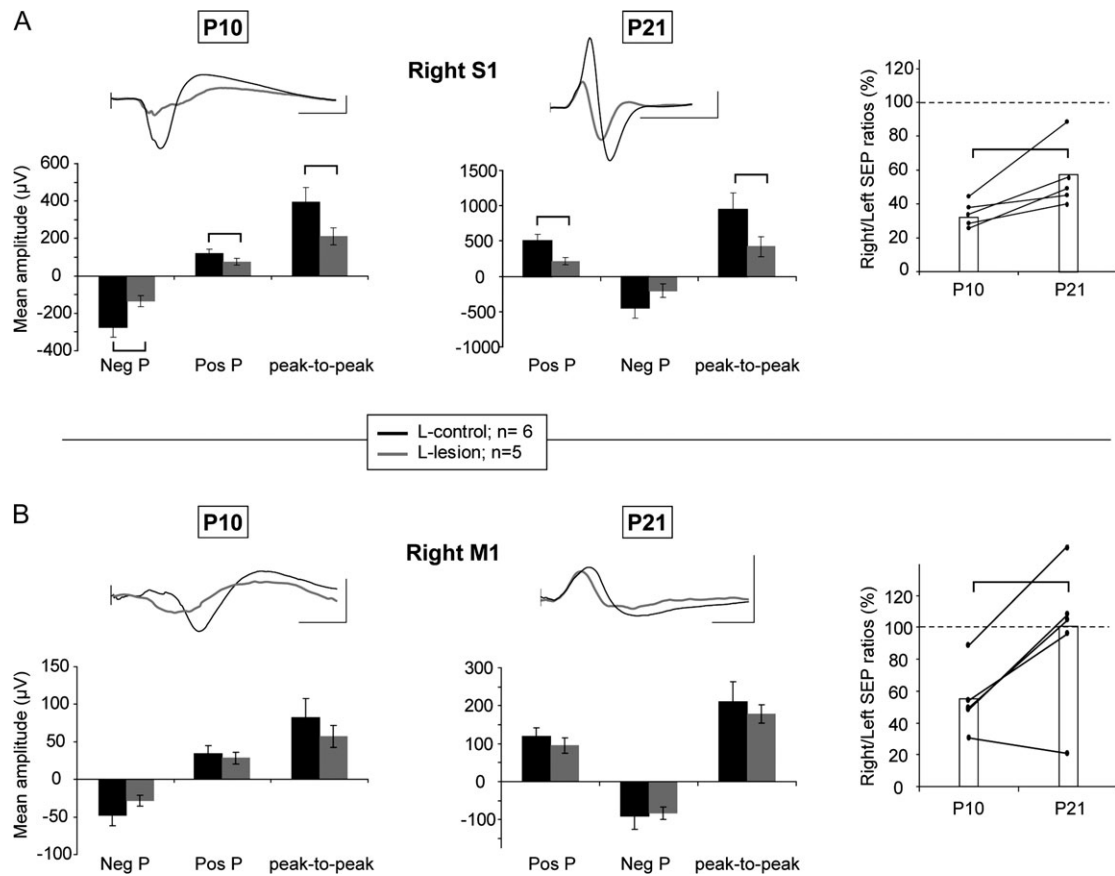 A
P10
P21
Right S1
Mean amplitude (µV)
600
400
200
0
-200
-400
Neg P
Pos P
peak-to-peak
1500
1000
500
0
-500
-1000
Pos P
Neg P
peak-to-peak
Right/Left SEP ratios (%)
100
120
80
60
40
20
0
P10
P21
L-control; n= 6
L-lesion; n=5
B
P10
P21
Right M1
Mean amplitude (µV)
150
100
50
0
-50
-100
Neg P
Pos P
peak-to-peak
300
200
100
0
-100
Pos P
Neg P
peak-to-peak
Right/Left SEP ratios (%)
120
100
80
60
40
20
0
P10
P21